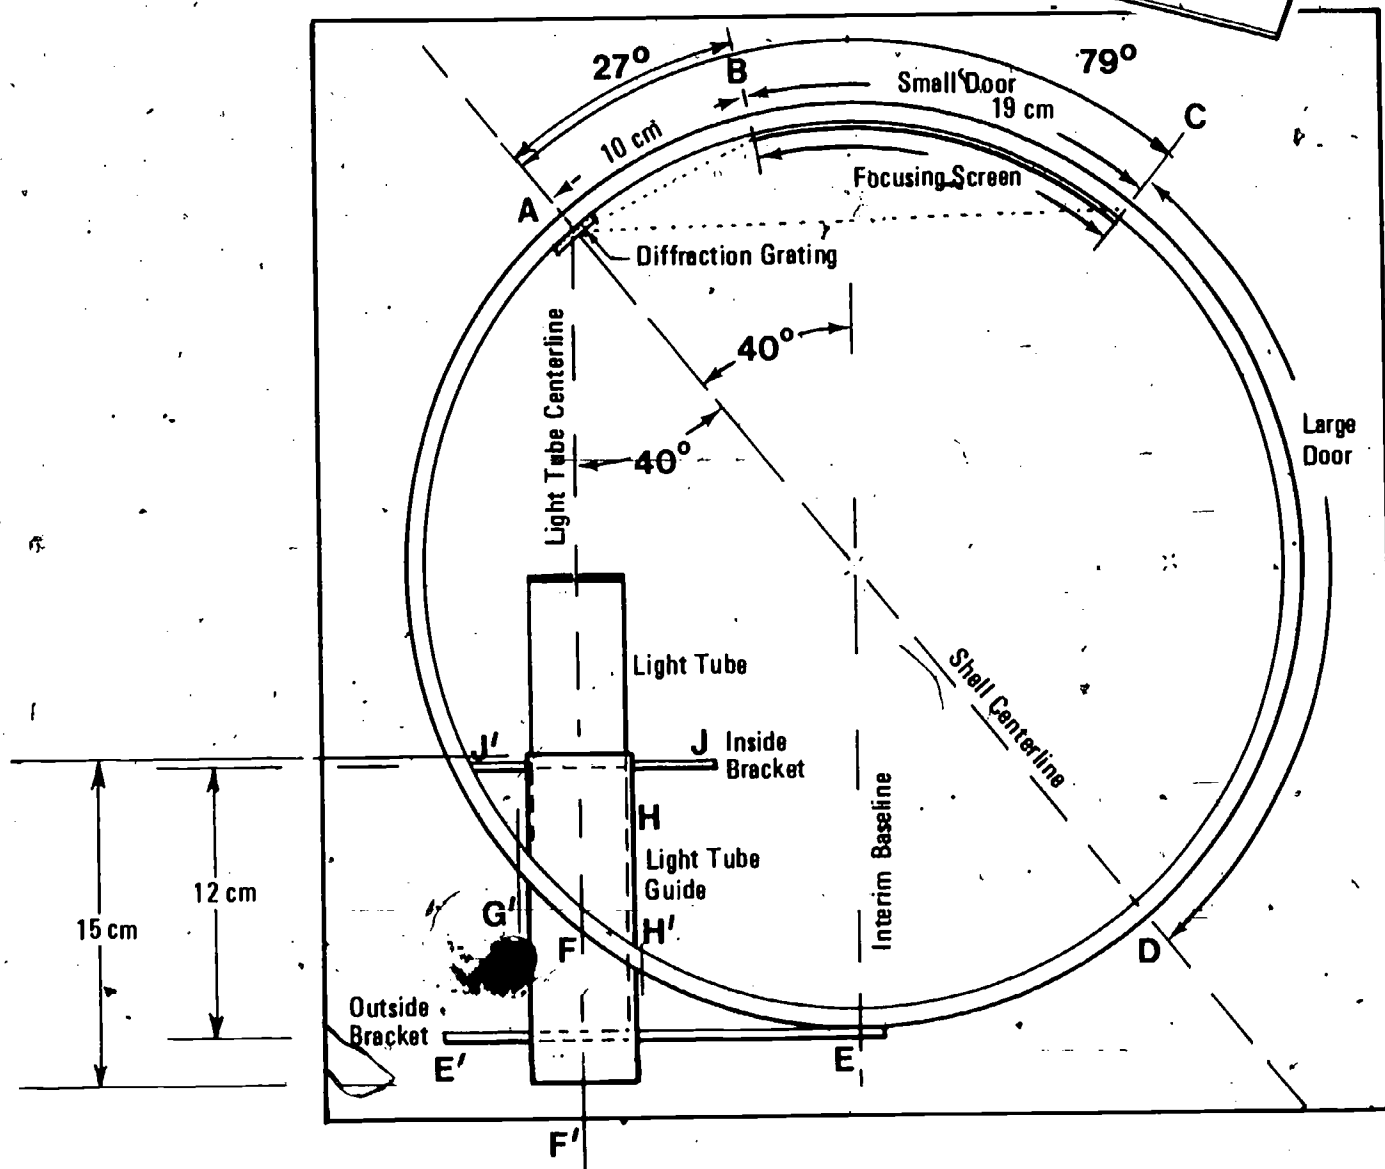 27°
B
79°
Small Door
19 cm
C
10 cm
Focusing Screen
A
Diffraction Grating
Light Tube Centerline
40°
40°
Large
Door
Light Tube
Shell Centerline
J'
J
Inside
Bracket
H
Interim Baseline
Light Tube
Guide
12 cm
15 cm
G'
F
H'
D
Outside
Bracket
E'
E
F'